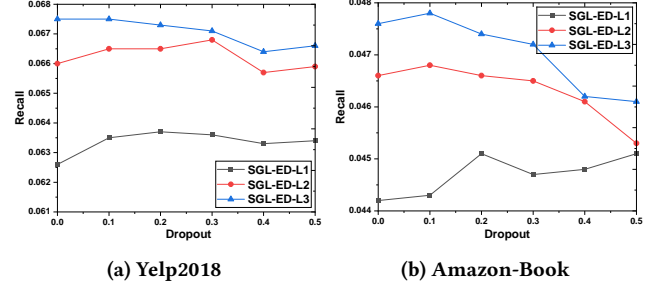 0.068
0.067
0.066
0.065
0.064
0.063
0.062
0.061
Recall
0.0 0.1 0.2 0.3 0.4 0.5
Dropout
SGL-ED-L1
SGL-ED-L2
SGL-ED-L3
(a) Yelp2018
0.048
0.047
0.046
0.045
0.044
Recall
0.0 0.1 0.2 0.3 0.4 0.5
Dropout
SGL-ED-L1
SGL-ED-L2
SGL-ED-L3
(b) Amazon-Book